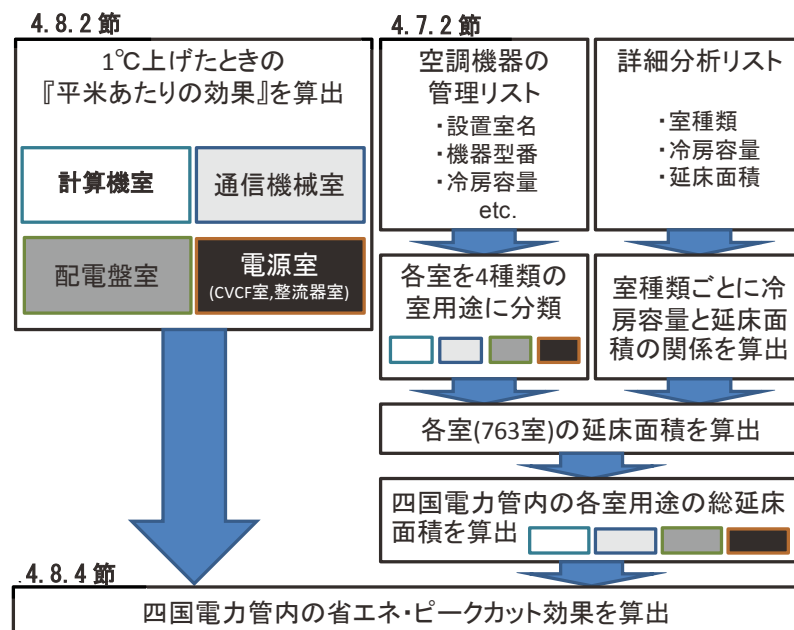 4.8.2節
1℃上げたときの
『平米あたりの効果』を算出
計算機室
通信機械室
配電盤室
電源室
(CVCF室,整流器室)
4.7.2節
空調機器の
管理リスト
・設置室名
・機器型番
・冷房容量
etc.
詳細分析リスト
・室種類
・冷房容量
・延床面積
各室を4種類の
室用途に分類
室種類ごとに冷
房容量と延床面
積の関係を算出
各室(763室)の延床面積を算出
四国電力管内の各室用途の総延床
面積を算出
.4.8.4節
四国電力管内の省エネ・ピークカット効果を算出